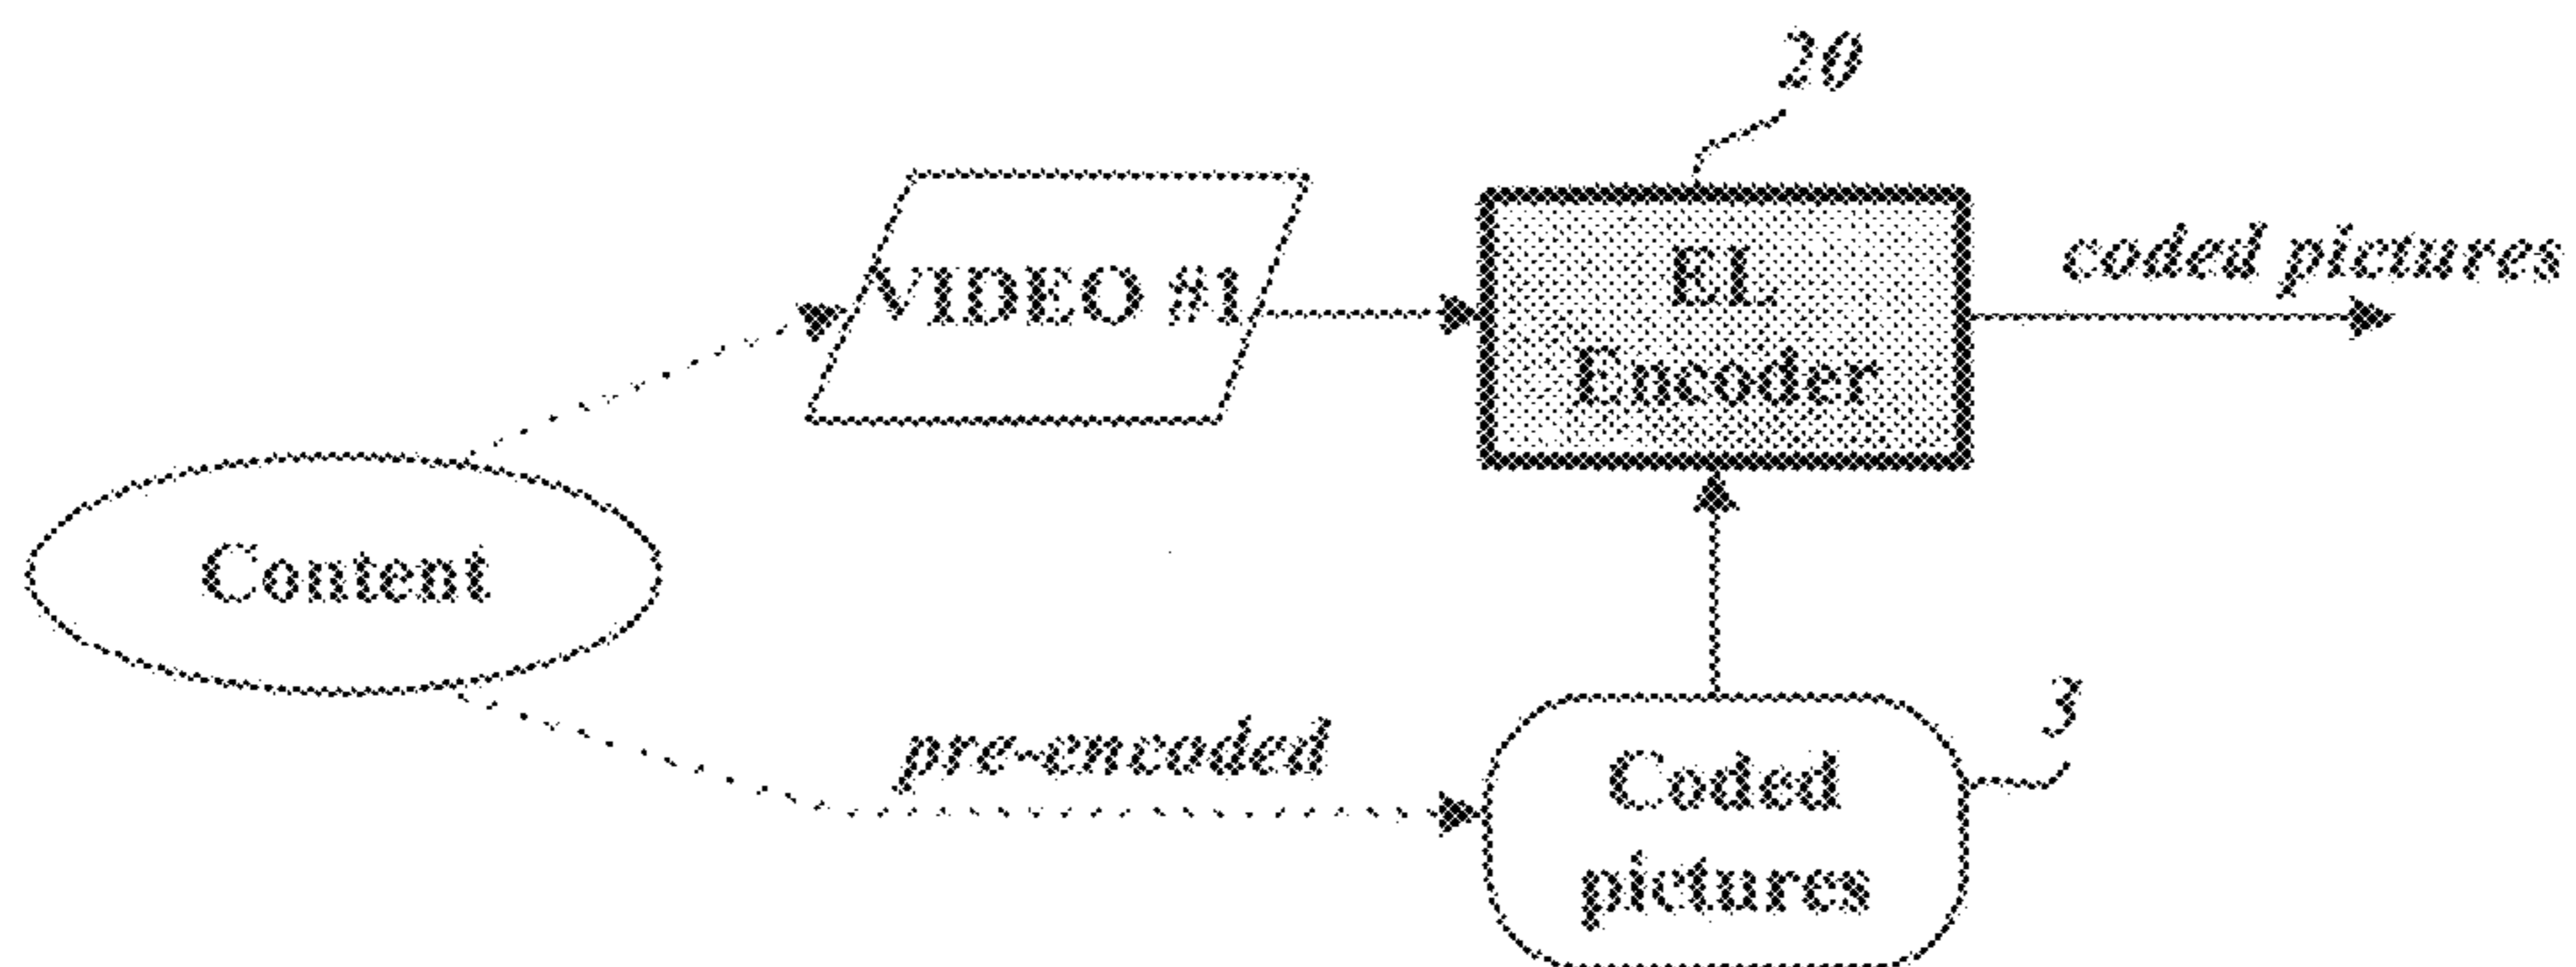 20
VIDEO #1
EL
Encoder
coded pictures
Content
pre-encoded
3
Coded
pictures